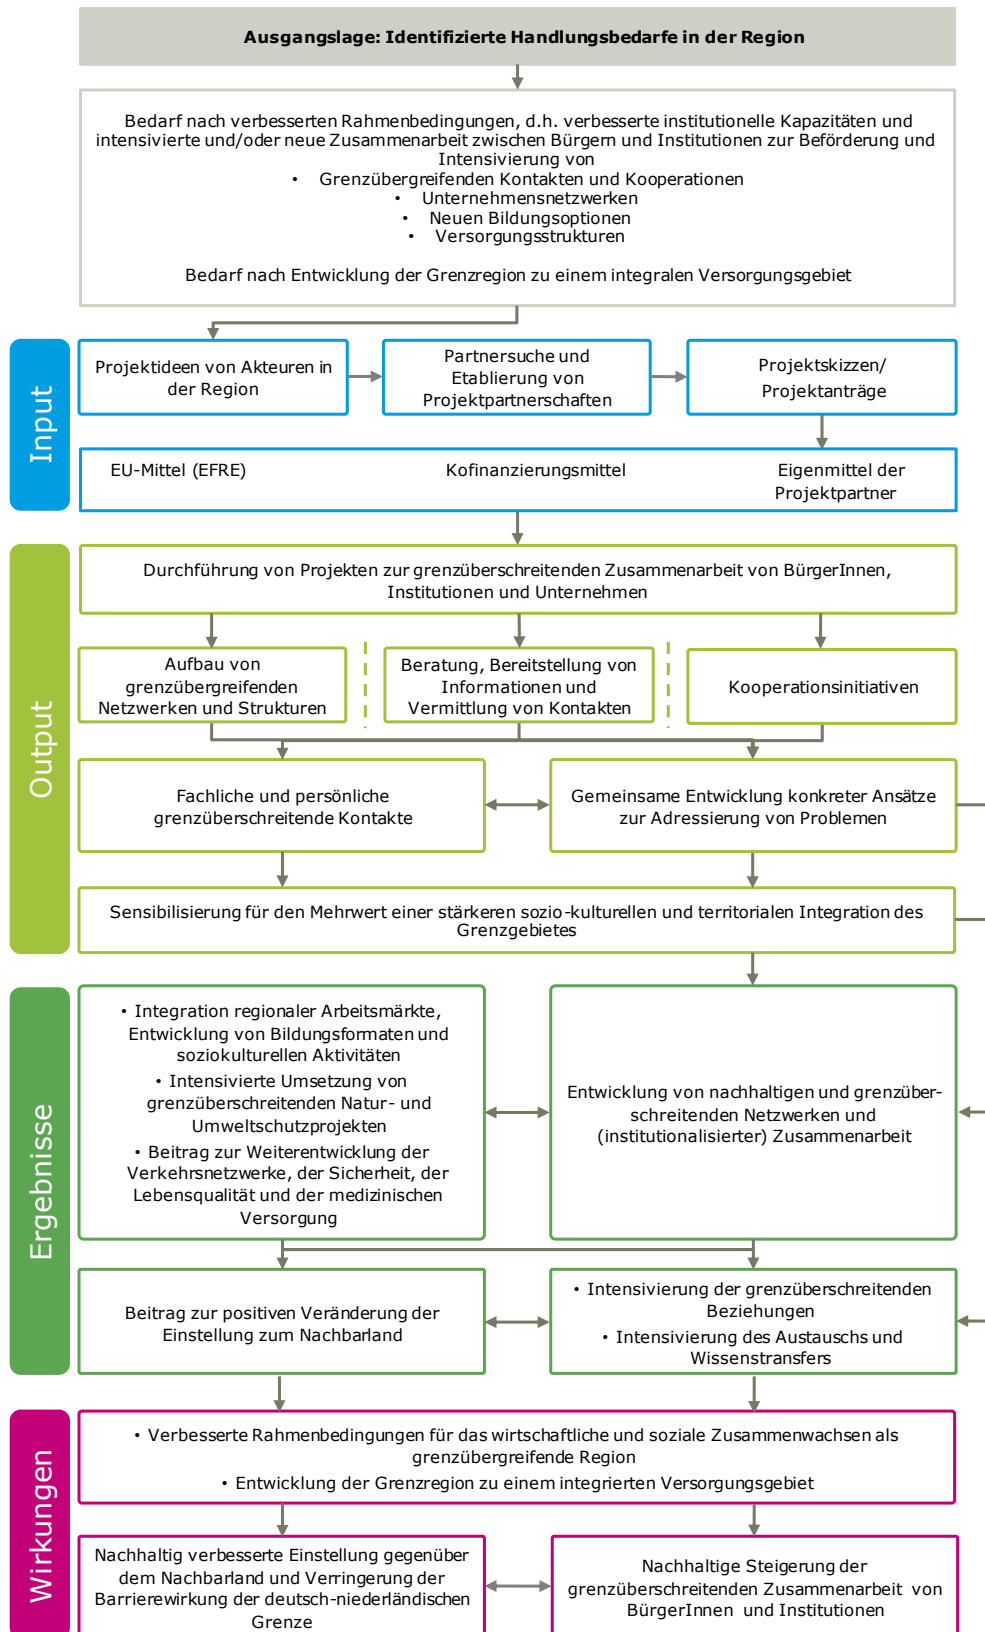 Ausgangslage: Identifizierte Handlungsbedarfe in der Region
Bedarf nach verbesserten Rahmenbedingungen, d.h. verbesserte institutionelle Kapazitäten und
intensivierte und/oder neue Zusammenarbeit zwischen Bürgern und Institutionen zur Beförderung und
Intensivierung von
• Grenzübergreifenden Kontakten und Kooperationen
• Unternehmensnetzwerken
• Neuen Bildungsoptionen
• Versorgungsstrukturen
Bedarf nach Entwicklung der Grenzregion zu einem integralen Versorgungsgebiet
Input
Projektideen von Akteuren in
der Region
Partnersuche und
Etablierung von
Projektpartnerschaften
Projektskizzen/
Projektanträge
EU-Mittel (EFRE)
Kofinanzierungsmittel
Eigenmittel der
Projektpartner
Output
Durchführung von Projekten zur grenzüberschreitenden Zusammenarbeit von BürgerInnen,
Institutionen und Unternehmen
Aufbau von
grenzübergreifenden
Netzwerken und Strukturen
Beratung, Bereitstellung von
Informationen und
Vermittlung von Kontakten
Kooperationsinitiativen
Fachliche und persönliche
grenzüberschreitende Kontakte
Gemeinsame Entwicklung konkreter Ansätze
zur Adressierung von Problemen
Sensibilisierung für den Mehrwert einer stärkeren sozio-kulturellen und territorialen Integration des
Grenzgebietes
Ergebnisse
• Integration regionaler Arbeitsmärkte,
Entwicklung von Bildungsformaten und
soziokulturellen Aktivitäten
• Intensivierte Umsetzung von
grenzüberschreitenden Natur- und
Umweltschutzprojekten
• Beitrag zur Weiterentwicklung der
Verkehrsnetzwerke, der Sicherheit, der
Lebensqualität und der medizinischen
Versorgung
Entwicklung von nachhaltigen und grenzüber-
schreitenden Netzwerken und
(institutionalisierter) Zusammenarbeit
Beitrag zur positiven Veränderung der
Einstellung zum Nachbarland
• Intensivierung der grenzüberschreitenden
Beziehungen
• Intensivierung des Austauschs und
Wissenstransfers
Wirkungen
• Verbesserte Rahmenbedingungen für das wirtschaftliche und soziale Zusammenwachsen als
grenzübergreifende Region
• Entwicklung der Grenzregion zu einem integrierten Versorgungsgebiet
Nachhaltig verbesserte Einstellung gegenüber
dem Nachbarland und Verringerung der
Barrierewirkung der deutsch-niederländischen
Grenze
Nachhaltige Steigerung der
grenzüberschreitenden Zusammenarbeit von
BürgerInnen und Institutionen